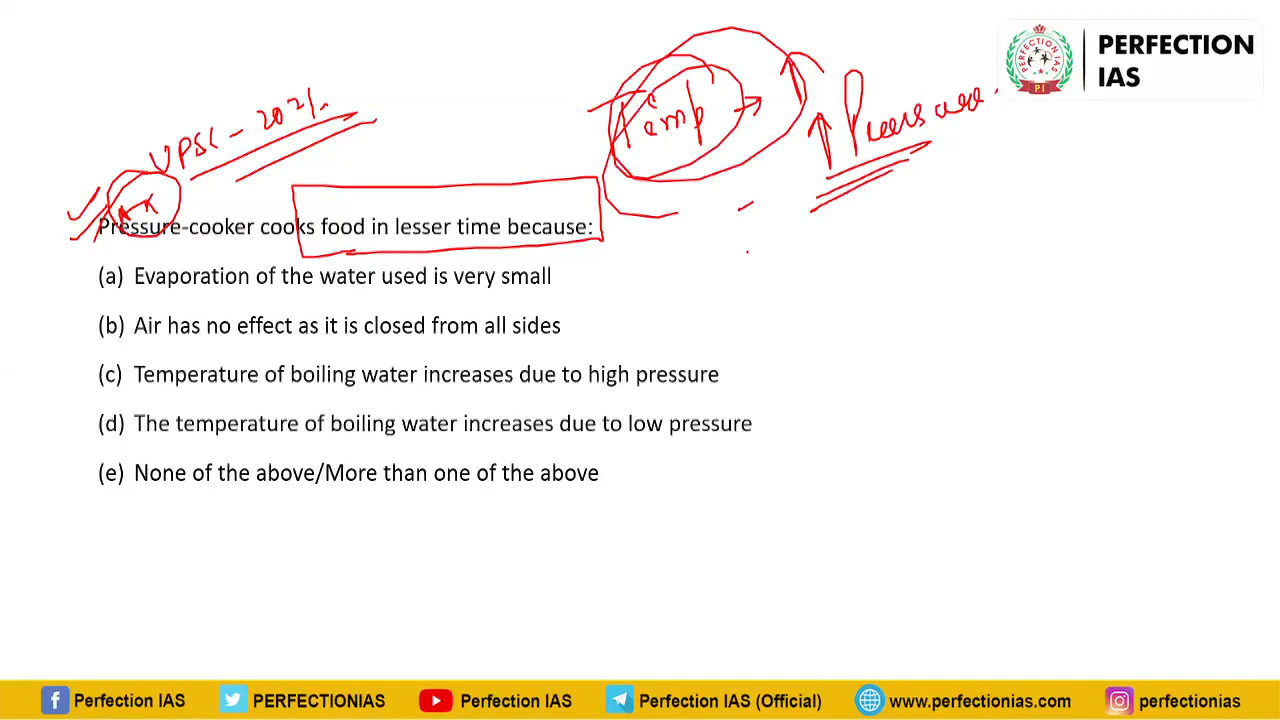 PERFECTION
IAS
PERFECTION IAS
PI
UPSC - 2021.
Temp → ↑
↑ Pressure.
Pressure-cooker cooks food in lesser time because:
(a) Evaporation of the water used is very small
(b) Air has no effect as it is closed from all sides
(c) Temperature of boiling water increases due to high pressure
(d) The temperature of boiling water increases due to low pressure
(e) None of the above/More than one of the above
Perfection IAS
PERFECTIONIAS
Perfection IAS
Perfection IAS (Official)
www.perfectionias.com
perfectionias